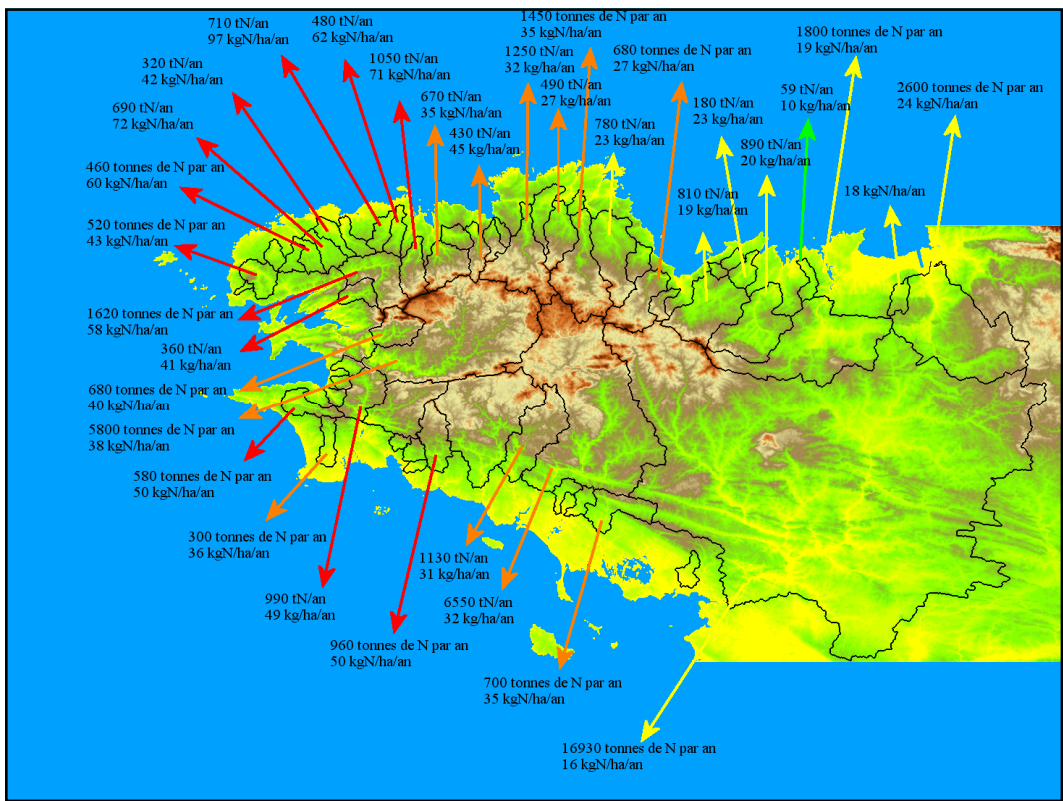 710 tN/an
97 kgN/ha/an
480 tN/an
62 kgN/ha/an
1450 tonnes de N par an
35 kgN/ha/an
320 tN/an
42 kgN/ha/an
1050 tN/an
71 kgN/ha/an
1250 tN/an
32 kg/ha/an
680 tonnes de N par an
27 kgN/ha/an
1800 tonnes de N par an
19 kgN/ha/an
690 tN/an
72 kgN/ha/an
670 tN/an
35 kgN/ha/an
490 tN/an
27 kg/ha/an
59 tN/an
10 kg/ha/an
2600 tonnes de N par an
24 kgN/ha/an
430 tN/an
45 kg/ha/an
780 tN/an
23 kg/ha/an
180 tN/an
23 kg/ha/an
890 tN/an
20 kg/ha/an
460 tonnes de N par an
60 kgN/ha/an
810 tN/an
19 kg/ha/an
18 kgN/ha/an
520 tonnes de N par an
43 kgN/ha/an
1620 tonnes de N par an
58 kgN/ha/an
360 tN/an
41 kg/ha/an
680 tonnes de N par an
40 kgN/ha/an
5800 tonnes de N par an
38 kgN/ha/an
580 tonnes de N par an
50 kgN/ha/an
300 tonnes de N par an
36 kgN/ha/an
990 tN/an
49 kg/ha/an
1130 tN/an
31 kg/ha/an
6550 tN/an
32 kg/ha/an
960 tonnes de N par an
50 kgN/ha/an
700 tonnes de N par an
35 kgN/ha/an
16930 tonnes de N par an
16 kgN/ha/an